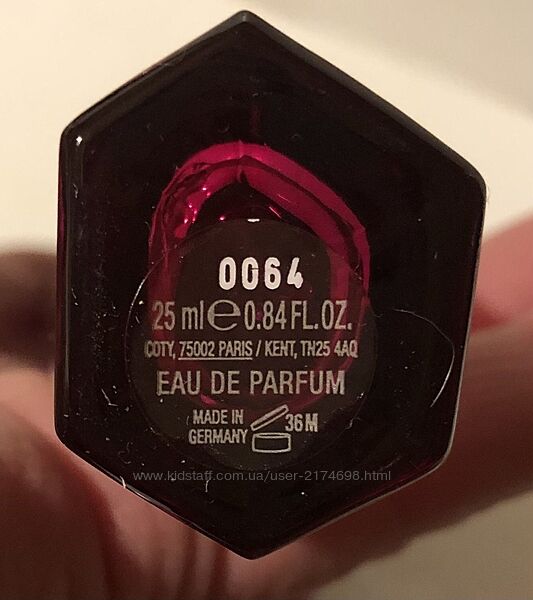 0064
25 ml e 0.84 FL.OZ.
COTY, 75002 PARIS / KENT, TN25 4AQ
EAU DE PARFUM
MADE IN
GERMANY
36M
www.kidstaff.com.ua/user-2174698.html